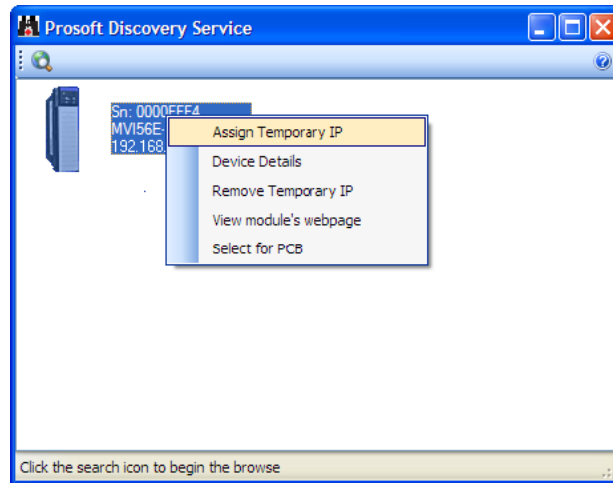 Prosoft Discovery Service
Sn: 0000EFF4
MVI56E-
192.168.
Assign Temporary IP
Device Details
Remove Temporary IP
View module's webpage
Select for PCB
Click the search icon to begin the browse